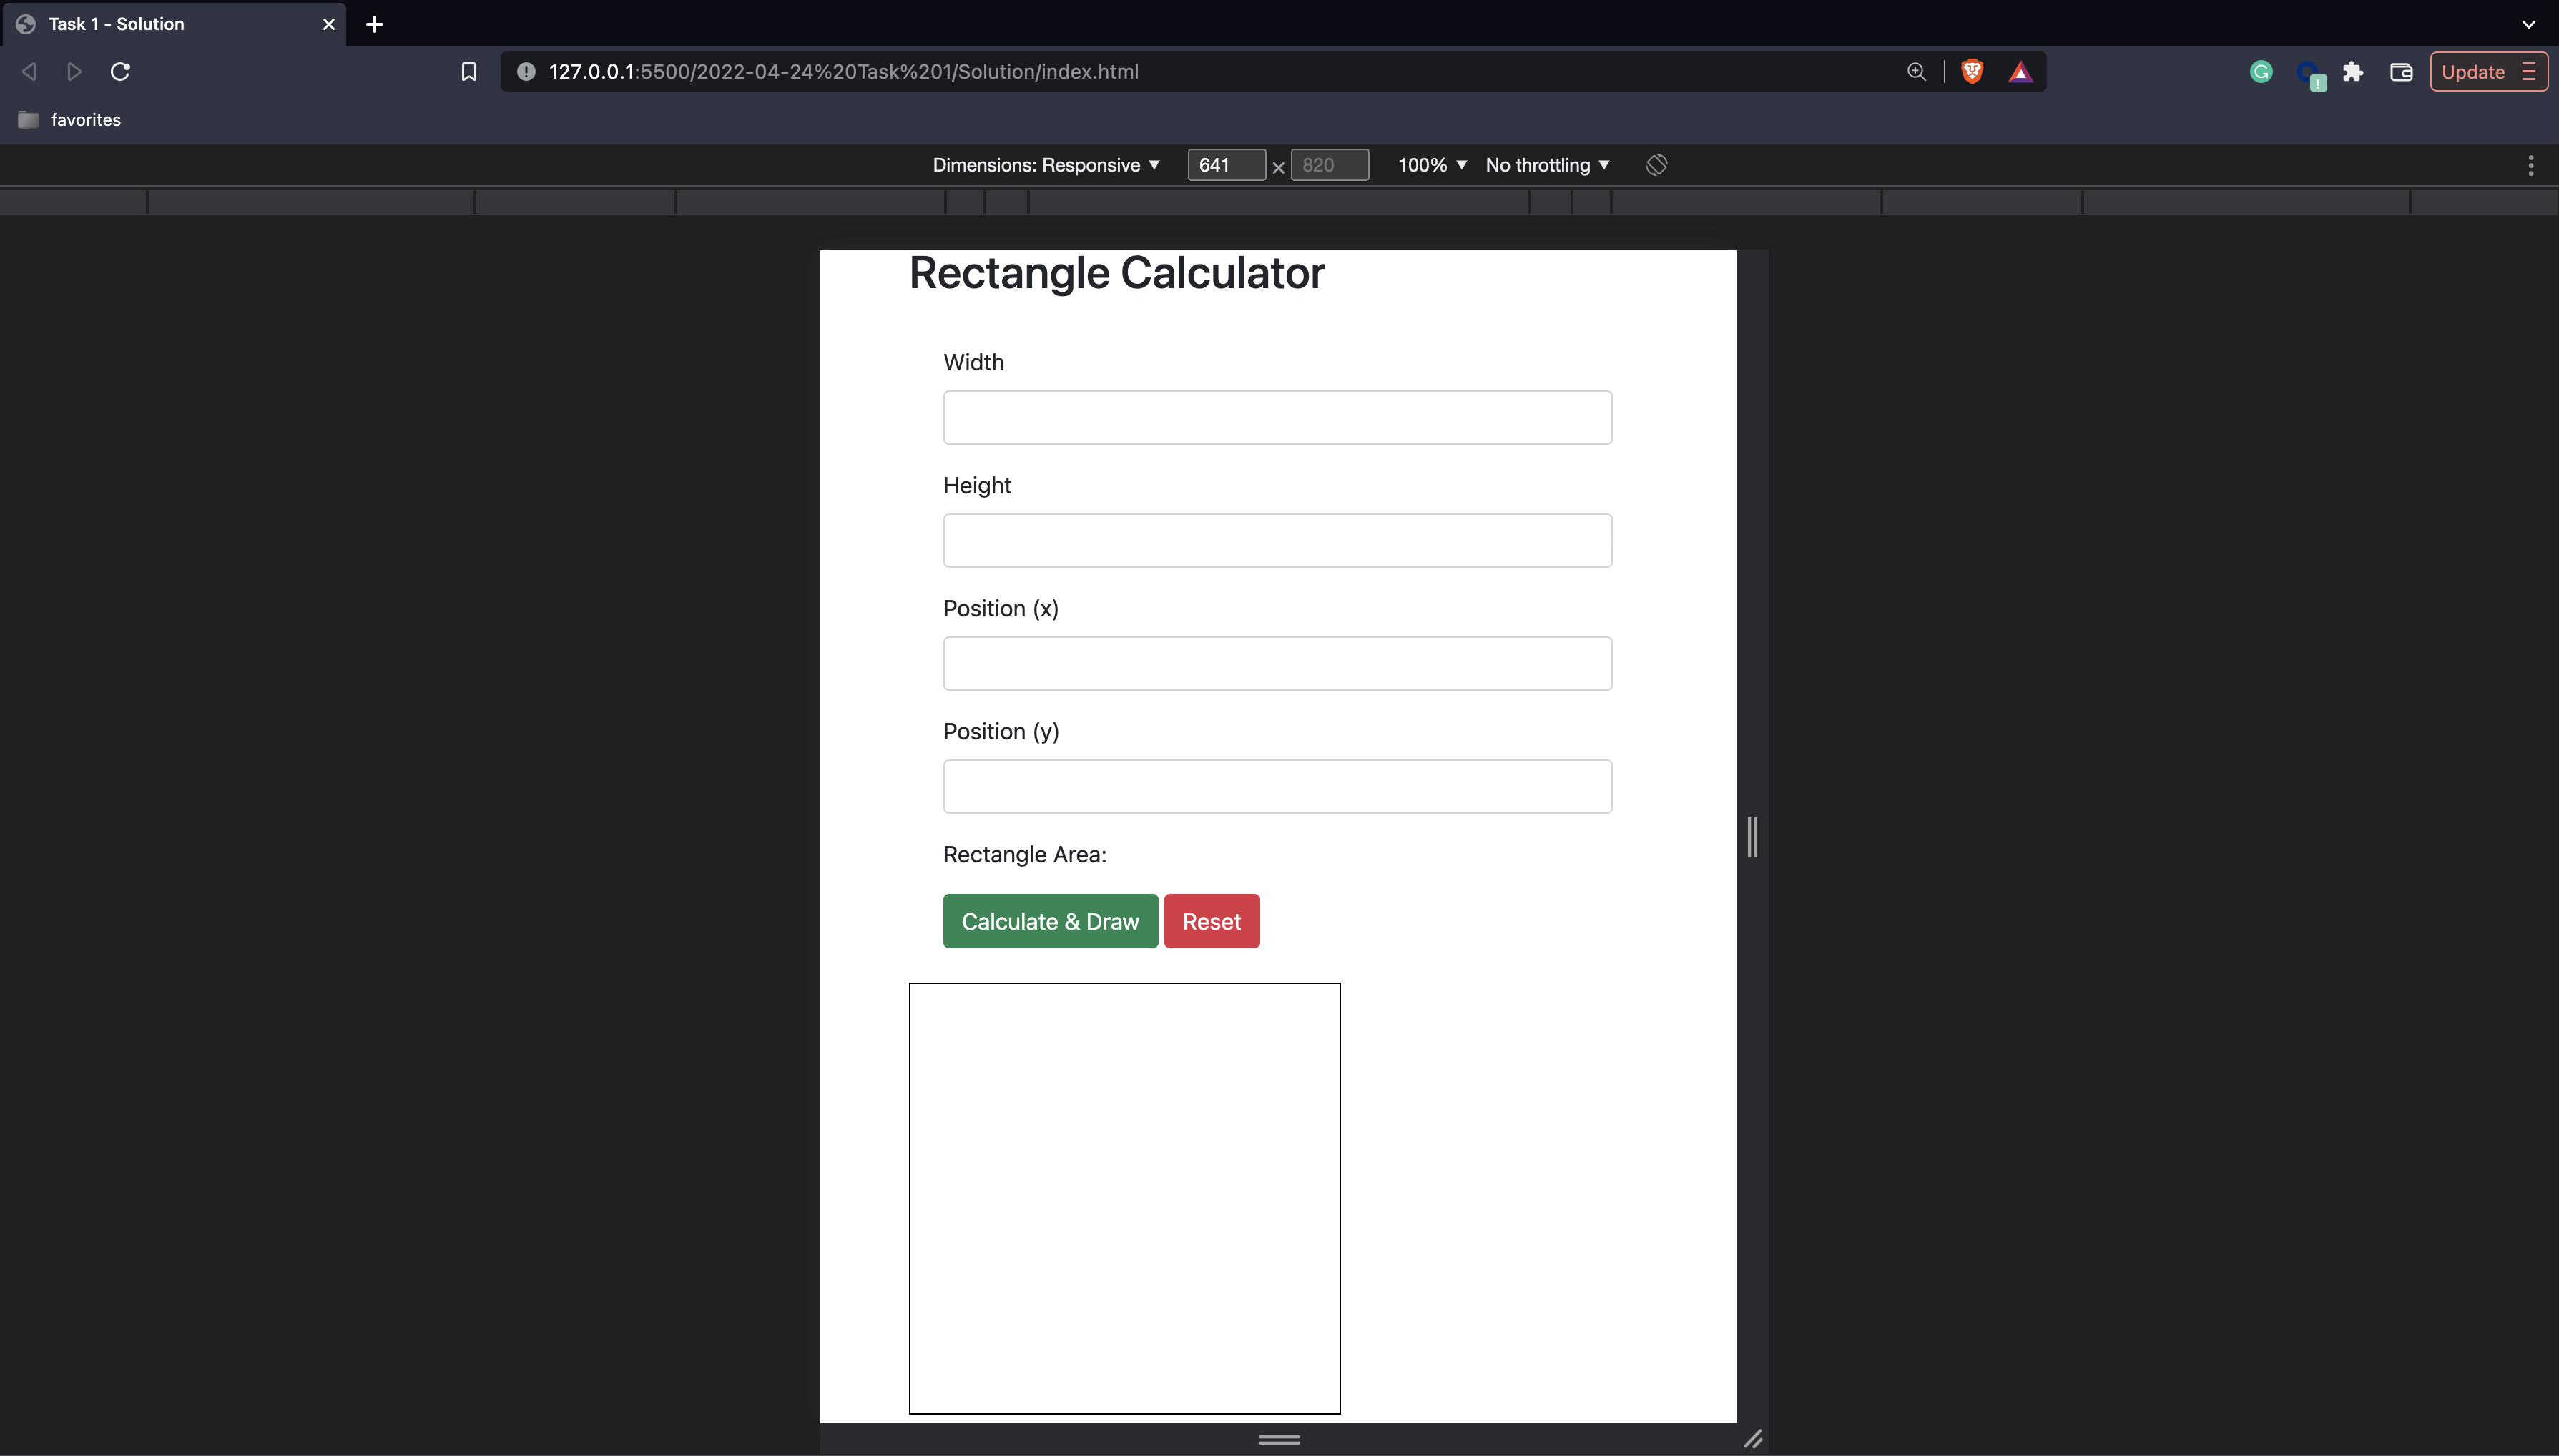 Task 1 - Solution
127.0.0.1:5500/2022-04-24%20Task%201/Solution/index.html
Update
favorites
Dimensions: Responsive 641 × 820 100% No throttling
Rectangle Calculator
Width
Height
Position (x)
Position (y)
Rectangle Area:
Calculate & Draw Reset